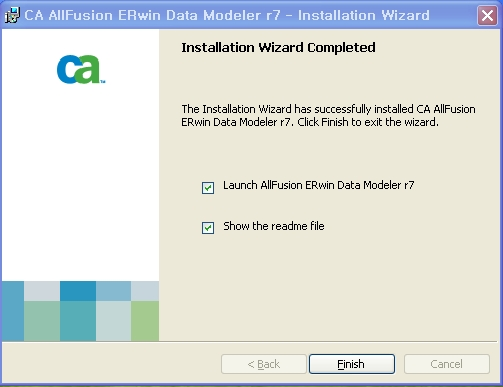 CA AllFusion ERwin Data Modeler r7 - Installation Wizard
ca
Installation Wizard Completed
The Installation Wizard has successfully installed CA AllFusion
ERwin Data Modeler r7. Click Finish to exit the wizard.
Launch AllFusion ERwin Data Modeler r7
Show the readme file
< Back
Finish
Cancel